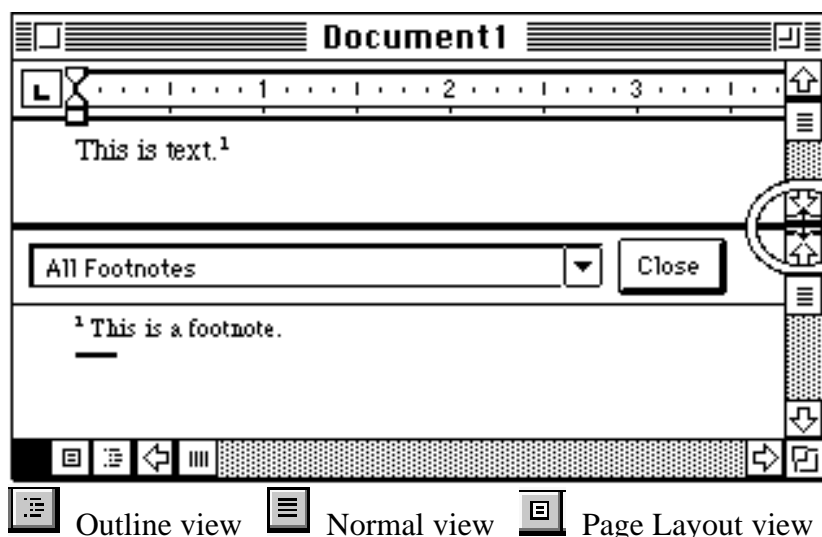 Document1
1 2 3
This is text.¹
All Footnotes Close
¹ This is a footnote.
Outline view Normal view Page Layout view